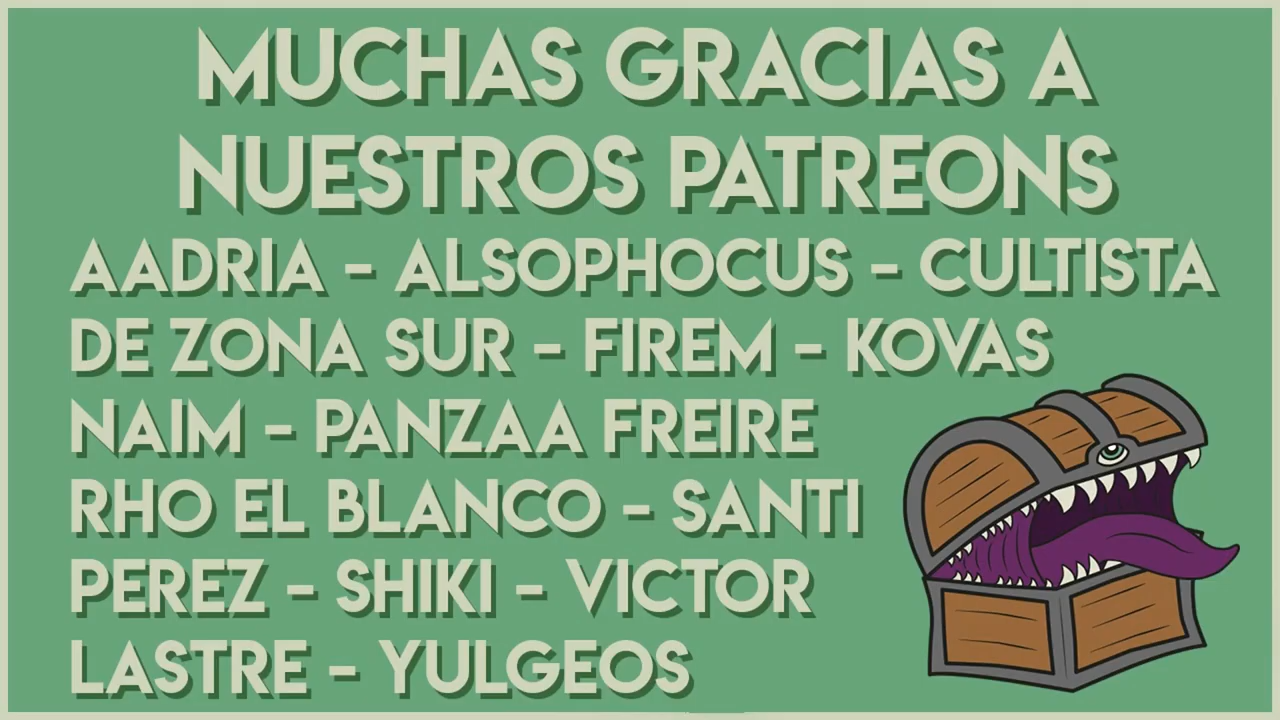 MUCHAS GRACIAS A
NUESTROS PATREONS
AADRIA - ALSOPHOCUS - CULTISTA
DE ZONA SUR - FIREM - KOVAS
NAIM - PANZAA FREIRE
RHO EL BLANCO - SANTI
PEREZ - SHIKI - VICTOR
LASTRE - YULGEOS